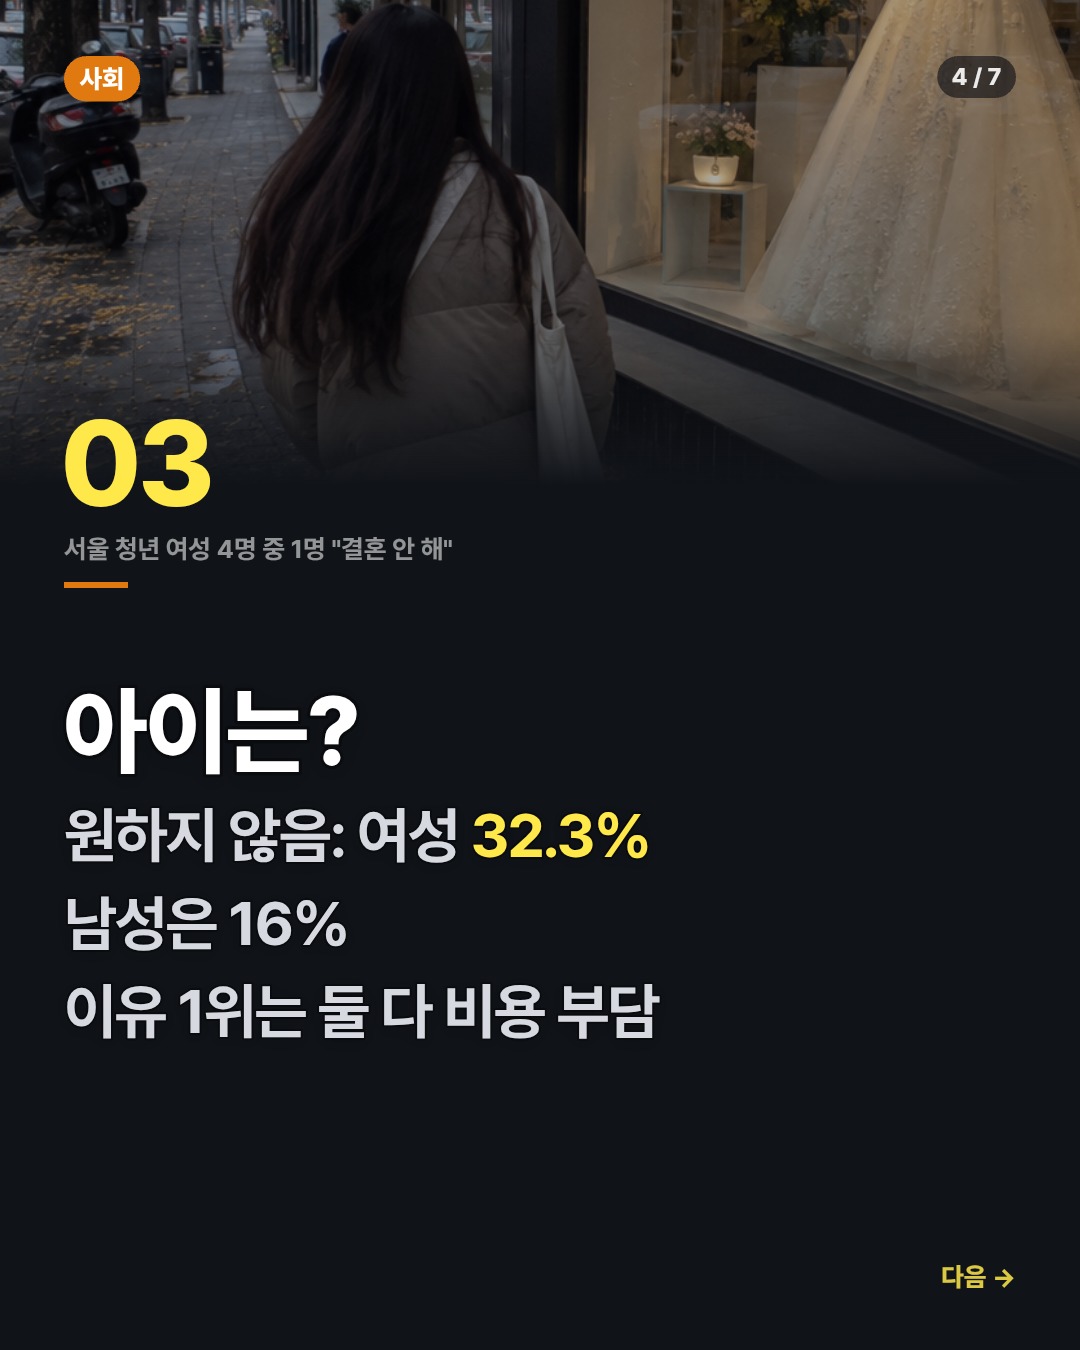 사회
4 / 7
03
서울 청년 여성 4명 중 1명 "결혼 안 해"
아이는?
원하지 않음: 여성 32.3%
남성은 16%
이유 1위는 둘 다 비용 부담
다음 →